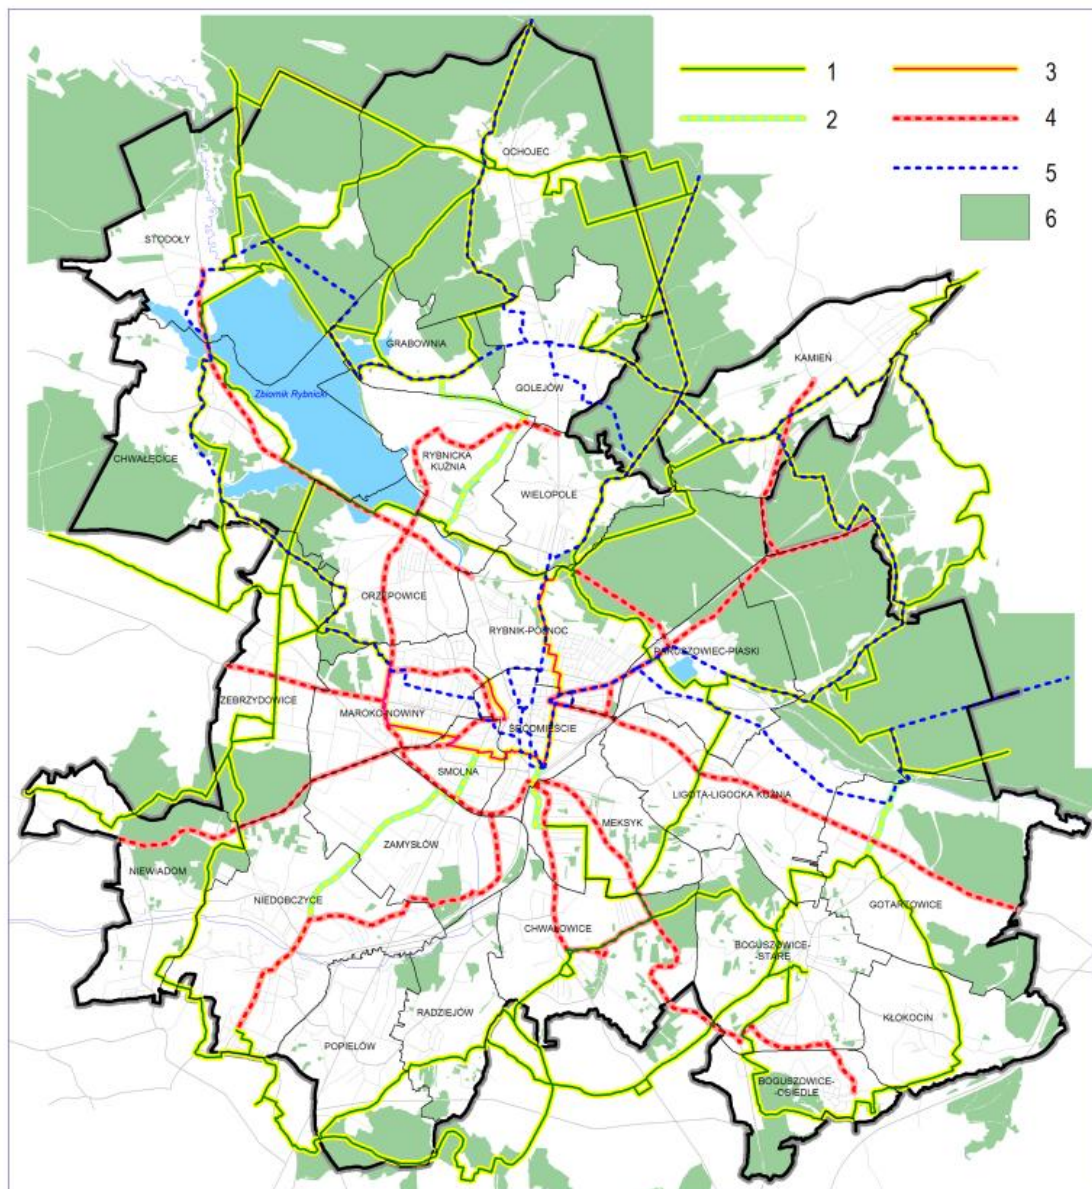 1
3
2
4
5
6
OCHOJEC
STODOŁY
KAMIEŃ
GRABOWNIA
GOLEJÓW
Zbiornik Rybnicki
CHWAŁĘCICE
RYBNICKA
KUŹNIA
WIELOPOLE
ORZEPOWICE
RYBNIK-PÓŁNOC
PARUSZOWIEC-PIASKI
ZEBRZYDOWICE
MAROKO-NOWINY
ŚRÓDMIEŚCIE
SMOLNA
LIGOTA-LIGOCKA KUŹNIA
MEKSYK
ZAMYSŁÓW
NIEWIADOM
NIEDOBCZYCE
GOTARTOWICE
CHWAŁOWICE
BOGUSZOWICE-
-STARE
RADZIEJÓW
KŁOKOCIN
POPIELÓW
BOGUSZOWICE-
-OSIEDLE